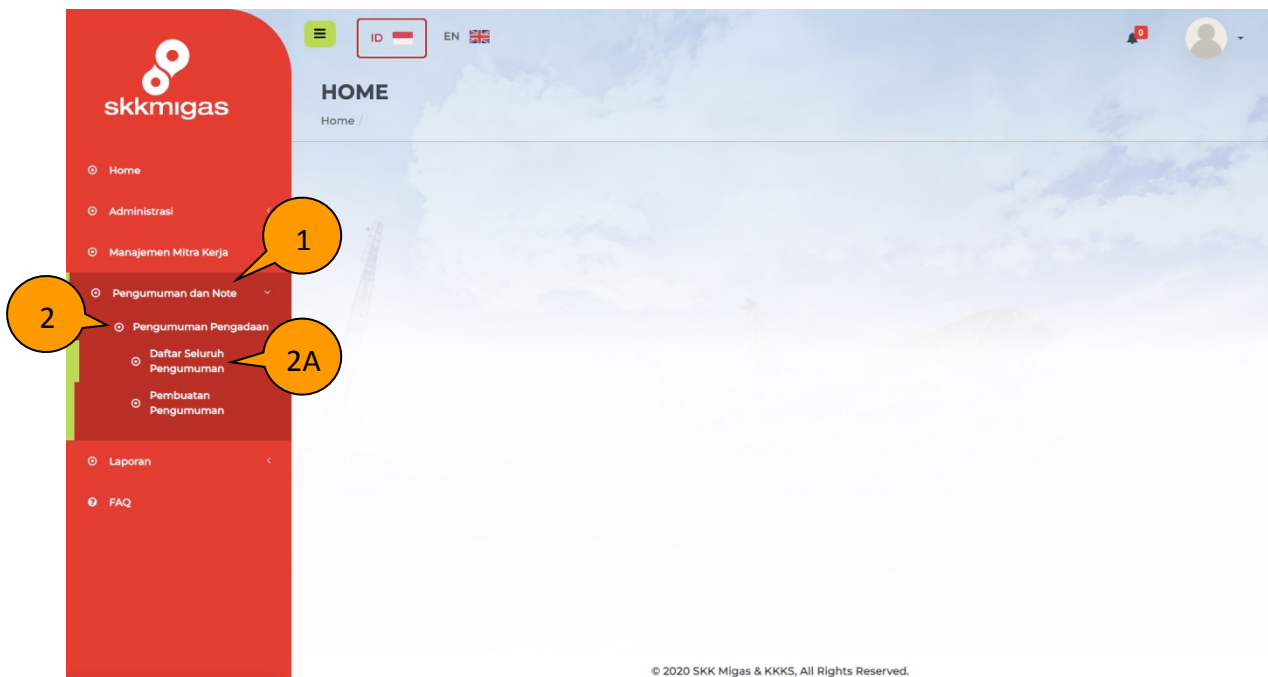 skkmigas
ID
EN
0
HOME
Home /
Home
Administrasi
Manajemen Mitra Kerja
1
Pengumuman dan Note
2
Pengumuman Pengadaan
Daftar Seluruh
Pengumuman
2A
Pembuatan
Pengumuman
Laporan
FAQ
© 2020 SKK Migas & KKKS, All Rights Reserved.